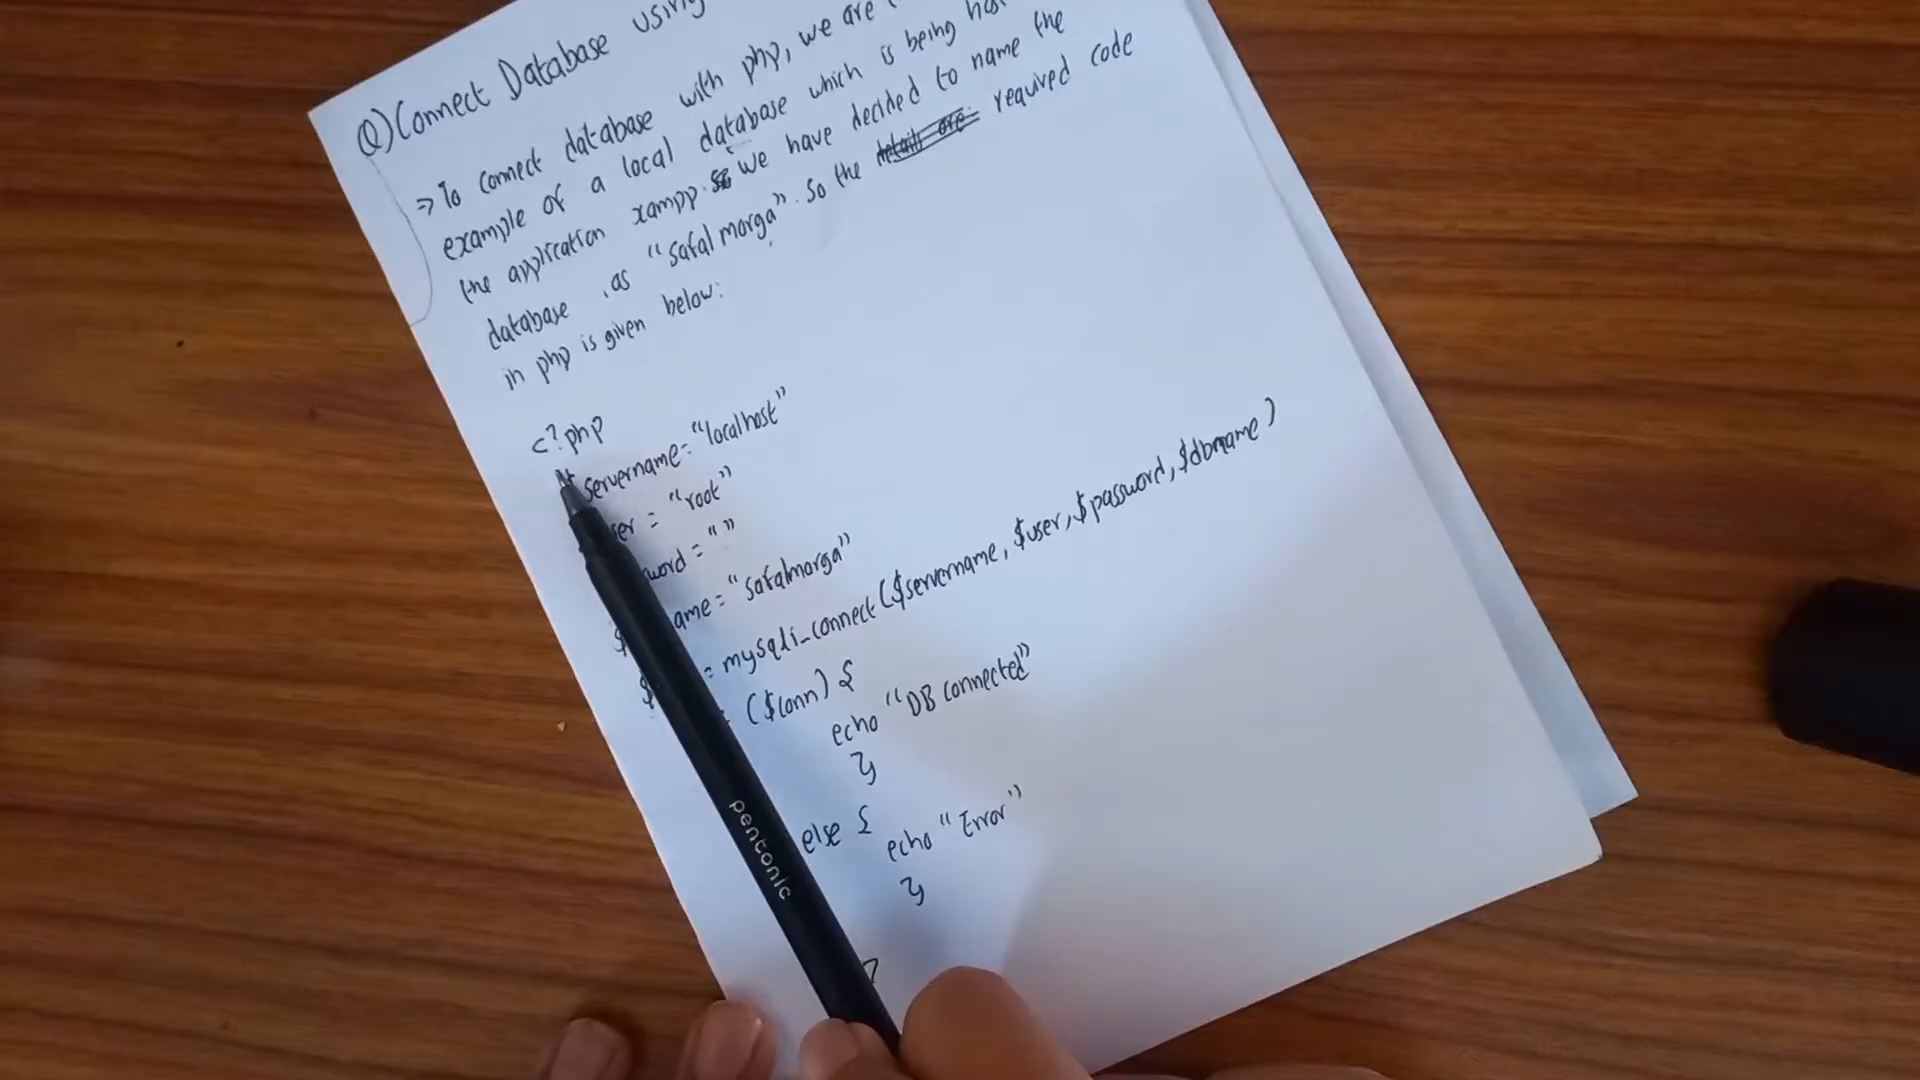 Q) Connect Database using
⇒ To connect database with php, we are
example of a local database which is being
the application xampp. So we have decided to name the
database as "safal morga". So the details are required code
in php is given below:
<?php
servername = "localhost"
= "root"
= " "
= "safalmorga"
= mysqli_connect ($servername, $user, $password, $dbname)
($conn) {
echo "DB connected"
}
else {
echo "Error"
}
pentonic